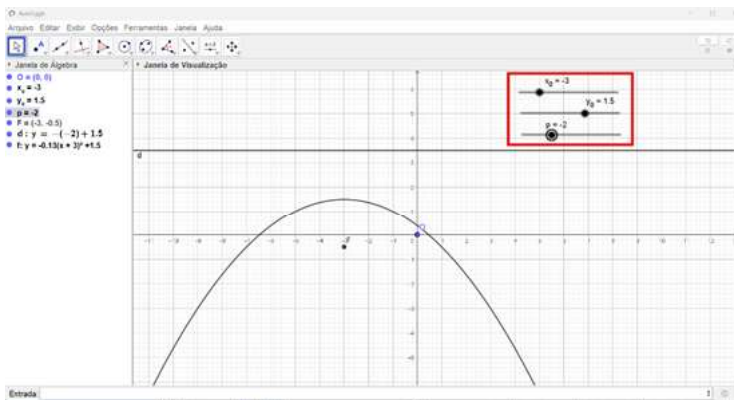 Arquivo Editar Exibir Opções Ferramentas Janela Ajuda
Janela de Álgebra
Janela de Visualização
O = (0, 0)
x₀ = -3
y₀ = 1.5
p = -2
F = (-3, -0.5)
d : y = −(−2) + 1.5
f: y = -0.13(x + 3)² +1.5
x₀ = -3
y₀ = 1.5
p = -2
d
F
O
Entrada: